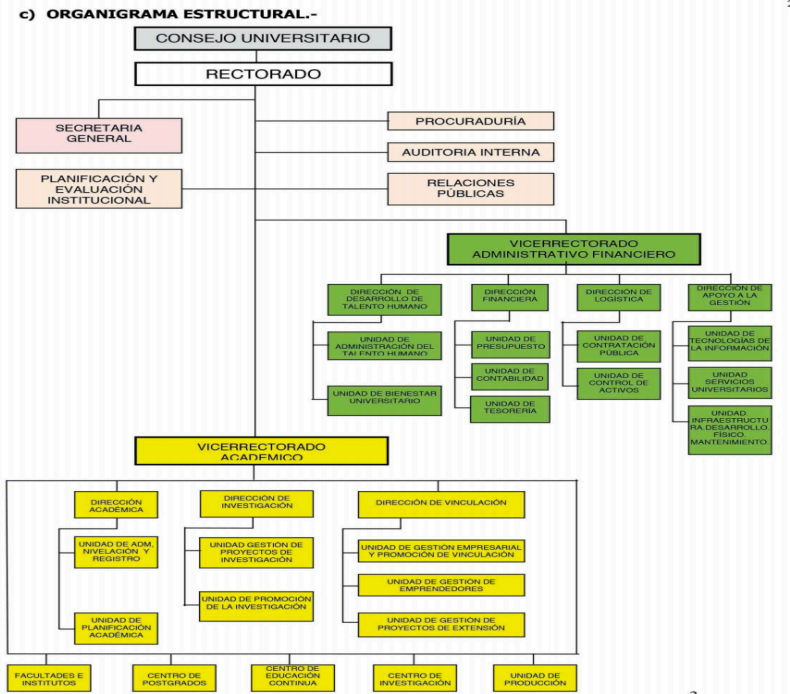 c) ORGANIGRAMA ESTRUCTURAL.-
CONSEJO UNIVERSITARIO
RECTORADO
SECRETARIA
GENERAL
PROCURADURÍA
AUDITORIA INTERNA
PLANIFICACIÓN Y
EVALUACIÓN
INSTITUCIONAL
RELACIONES
PÚBLICAS
VICERRECTORADO
ADMINISTRATIVO FINANCIERO
DIRECCIÓN DE
DESARROLLO DE
TALENTO HUMANO
DIRECCIÓN
FINANCIERA
DIRECCIÓN DE
LOGÍSTICA
DIRECCIÓN DE
APOYO A LA
GESTIÓN
UNIDAD DE
ADMINISTRACIÓN DEL
TALENTO HUMANO
UNIDAD DE BIENESTAR
UNIVERSITARIO
UNIDAD DE
PRESUPUESTO
UNIDAD DE
CONTABILIDAD
UNIDAD DE
TESORERÍA
UNIDAD DE
CONTRATACIÓN
PÚBLICA
UNIDAD DE
CONTROL DE
ACTIVOS
UNIDAD DE
TECNOLOGÍAS DE
LA INFORMACIÓN
UNIDAD
SERVICIOS
UNIVERSITARIOS
UNIDAD.
INFRAESTRUCTU
RA.DESARROLLO.
FÍSICO.
MANTENIMIENTO.
VICERRECTORADO
ACADEMICO
DIRECCIÓN
ACADÉMICA
DIRECCIÓN DE
INVESTIGACIÓN
DIRECCIÓN DE VINCULACIÓN
UNIDAD DE ADM,
NIVELACIÓN Y
REGISTRO
UNIDAD DE
PLANIFICACIÓN
ACADÉMICA
UNIDAD GESTIÓN DE
PROYECTOS DE
INVESTIGACIÓN
UNIDAD DE PROMOCIÓN
DE LA INVESTIGACIÓN
UNIDAD DE GESTIÓN EMPRESARIAL
Y PROMOCIÓN DE VINCULACIÓN
UNIDAD DE GESTIÓN DE
EMPRENDEDORES
UNIDAD DE GESTIÓN DE
PROYECTOS DE EXTENSIÓN
FACULTADES E
INSTITUTOS
CENTRO DE
POSTGRADOS
CENTRO DE
EDUCACIÓN
CONTINUA
CENTRO DE
INVESTIGACIÓN
UNIDAD DE
PRODUCCIÓN